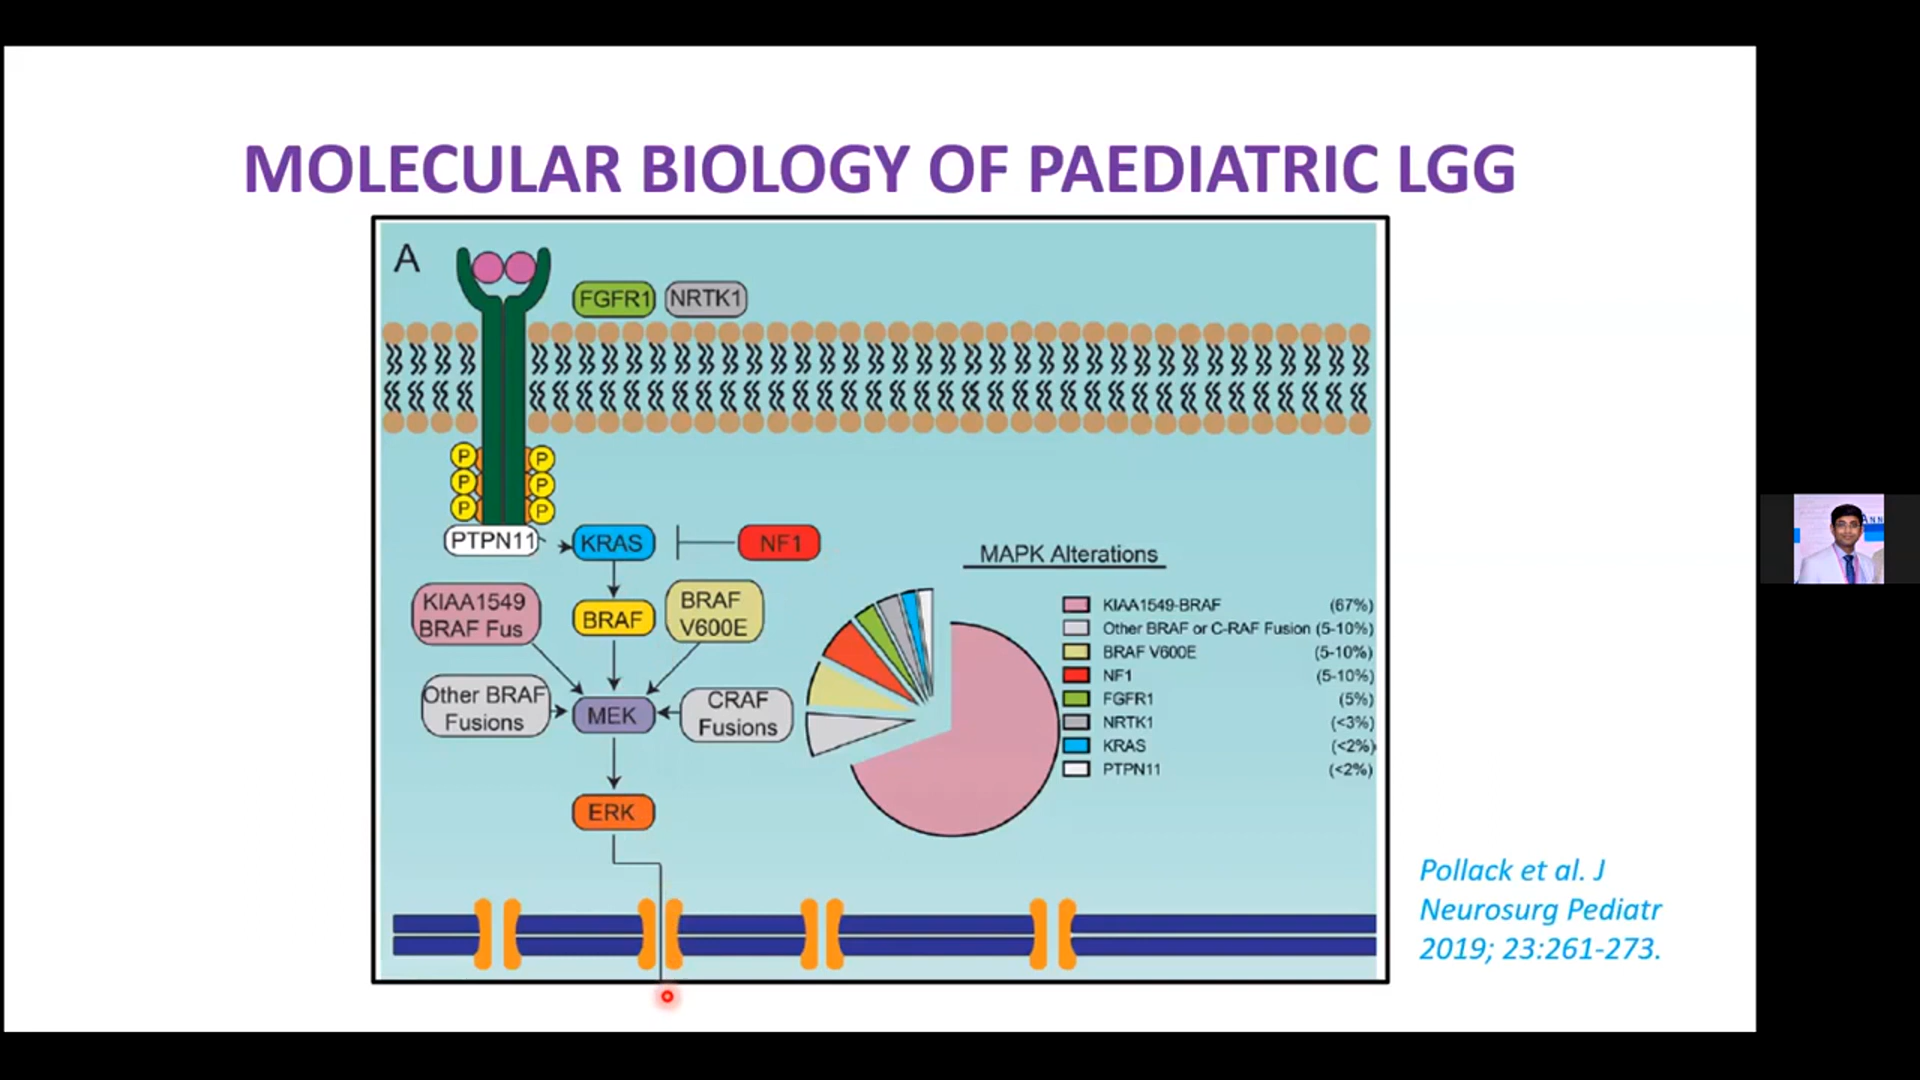 MOLECULAR BIOLOGY OF PAEDIATRIC LGG
A
FGFR1
NRTK1
P P
P P
P P
PTPN11
KRAS
NF1
KIAA1549
BRAF Fus
BRAF
BRAF
V600E
Other BRAF
Fusions
MEK
CRAF
Fusions
ERK
MAPK Alterations
KIAA1549-BRAF (67%)
Other BRAF or C-RAF Fusion (5-10%)
BRAF V600E (5-10%)
NF1 (5-10%)
FGFR1 (5%)
NRTK1 (<3%)
KRAS (<2%)
PTPN11 (<2%)
Pollack et al. J
Neurosurg Pediatr
2019; 23:261-273.